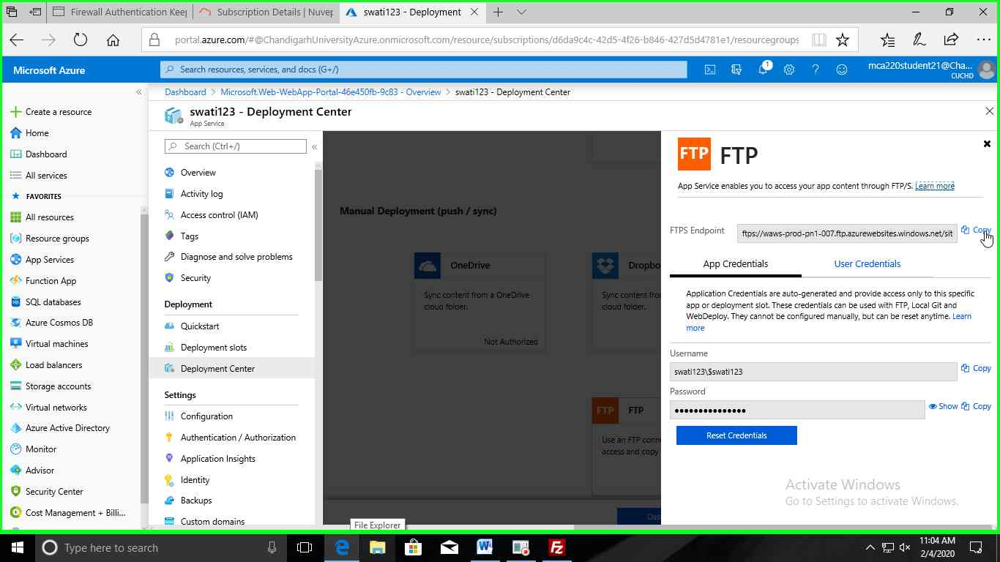 Firewall Authentication Kee
Subscription Details | Nuvep
swati123 - Deployment
portal.azure.com/#@ChandigarhUniversityAzure.onmicrosoft.com/resource/subscriptions/d6da9c4c-42d5-4f26-b846-427d5d4781e1/resourcegroups
Microsoft Azure
Search resources, services, and docs (G+/)
1
mca220student21@Cha...
CUCHD
Dashboard > Microsoft.Web-WebApp-Portal-46e450fb-9c83 - Overview > swati123 - Deployment Center
swati123 - Deployment Center
App Service
Create a resource
Home
Dashboard
All services
FAVORITES
All resources
Resource groups
App Services
Function App
SQL databases
Azure Cosmos DB
Virtual machines
Load balancers
Storage accounts
Virtual networks
Azure Active Directory
Monitor
Advisor
Security Center
Cost Management + Billi...
Search (Ctrl+/)
Overview
Activity log
Access control (IAM)
Tags
Diagnose and solve problems
Security
Deployment
Quickstart
Deployment slots
Deployment Center
Settings
Configuration
Authentication / Authorization
Application Insights
Identity
Backups
Custom domains
Manual Deployment (push / sync)
OneDrive
Sync content from a OneDrive
cloud folder.
Not Authorized
Dropbo
Sync content fro
cloud folder.
FTP
FTP
Use an FTP conne
access and copy
Das
FTP
FTP
App Service enables you to access your app content through FTP/S. Learn more
FTPS Endpoint
ftps://waws-prod-pn1-007.ftp.azurewebsites.windows.net/sit
Copy
App Credentials
User Credentials
Application Credentials are auto-generated and provide access only to this specific
app or deployment slot. These credentials can be used with FTP, Local Git and
WebDeploy. They cannot be configured manually, but can be reset anytime. Learn
more
Username
swati123\$swati123
Copy
Password
•••••••••••••••
Show
Copy
Reset Credentials
Activate Windows
Go to Settings to activate Windows.
File Explorer
Type here to search
11:04 AM
2/4/2020